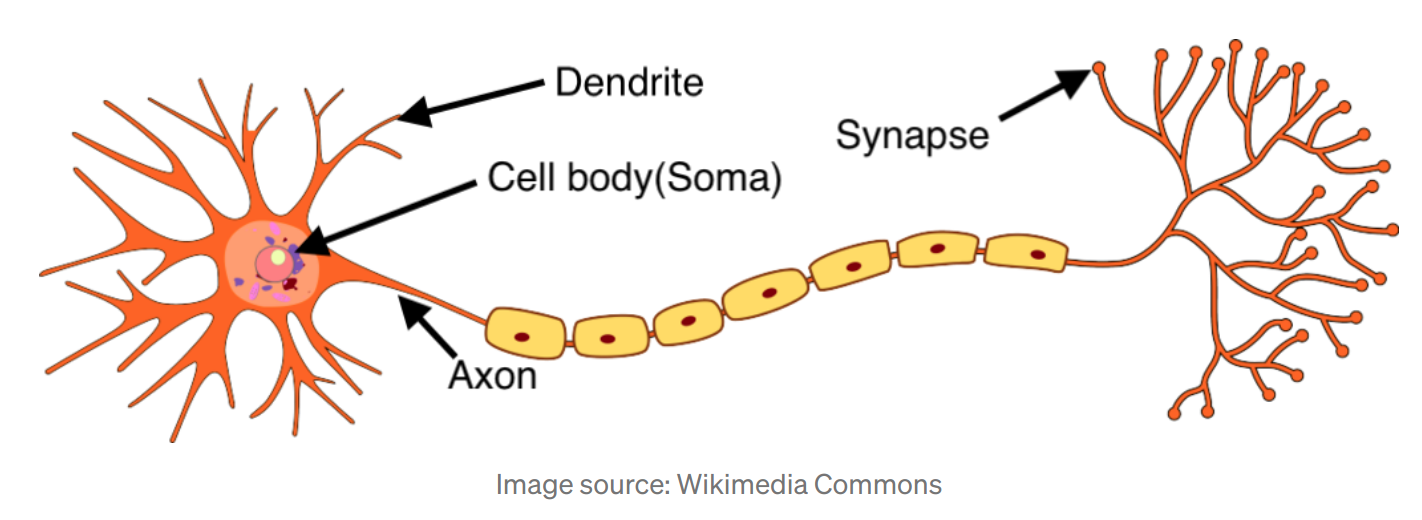 Dendrite
Synapse
Cell body(Soma)
Axon
Image source: Wikimedia Commons